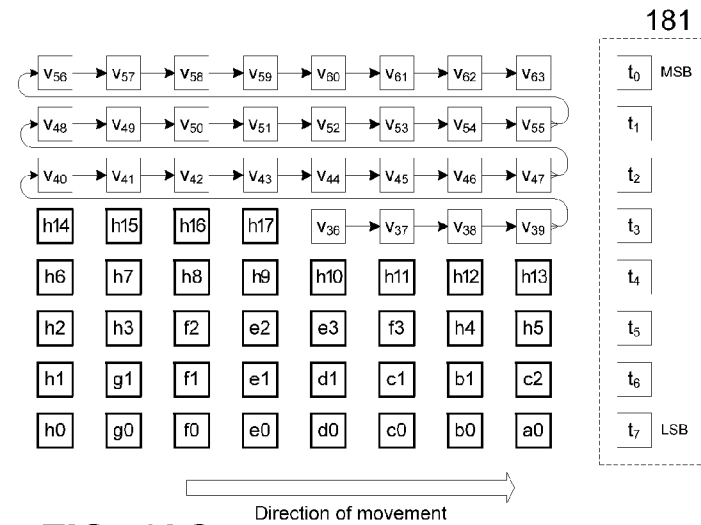 181
v56 v57 v58 v59 v60 v61 v62 v63 t0 MSB
v48 v49 v50 v51 v52 v53 v54 v55 t1
v40 v41 v42 v43 v44 v45 v46 v47 t2
h14 h15 h16 h17 v36 v37 v38 v39 t3
h6 h7 h8 h9 h10 h11 h12 h13 t4
h2 h3 f2 e2 e3 f3 h4 h5 t5
h1 g1 f1 e1 d1 c1 b1 c2 t6
h0 g0 f0 e0 d0 c0 b0 a0 t7 LSB
Direction of movement